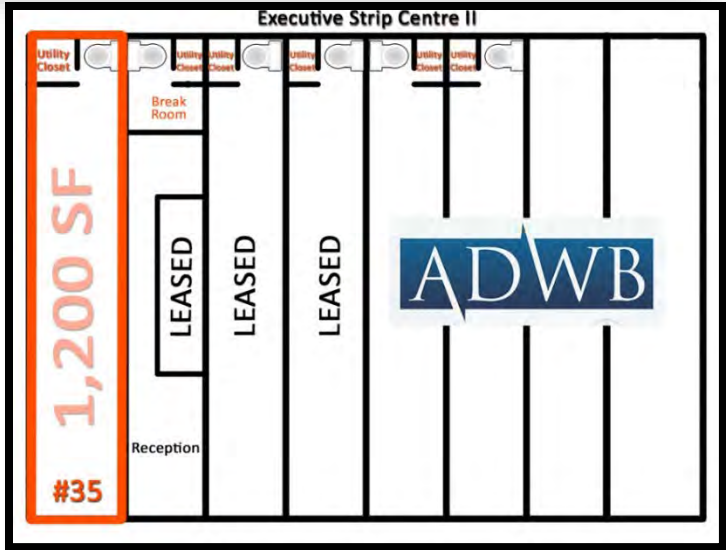 Executive Strip Centre II
Utility
Closet
Utility
Closet
Utility
Closet
Utility
Closet
Utility
Closet
Utility
Closet
Break
Room
1,200 SF
LEASED
LEASED
LEASED
ADWB
Reception
#35